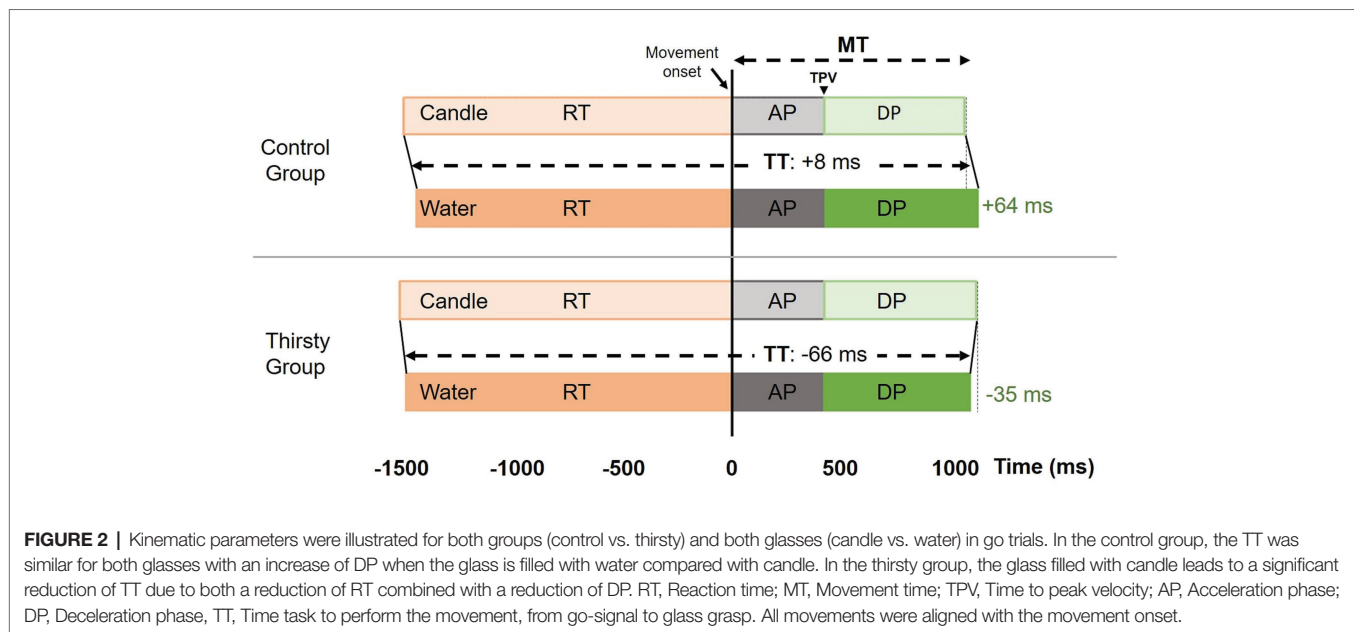 Movement
onset
MT
TPV
Candle RT AP DP
Control
Group
TT: +8 ms
Water RT AP DP +64 ms
Candle RT AP DP
Thirsty
Group
TT: -66 ms
Water RT AP DP -35 ms
-1500 -1000 -500 0 500 1000 Time (ms)
FIGURE 2 | Kinematic parameters were illustrated for both groups (control vs. thirsty) and both glasses (candle vs. water) in go trials. In the control group, the TT was
similar for both glasses with an increase of DP when the glass is filled with water compared with candle. In the thirsty group, the glass filled with candle leads to a significant
reduction of TT due to both a reduction of RT combined with a reduction of DP. RT, Reaction time; MT, Movement time; TPV, Time to peak velocity; AP, Acceleration phase;
DP, Deceleration phase, TT, Time task to perform the movement, from go-signal to glass grasp. All movements were aligned with the movement onset.